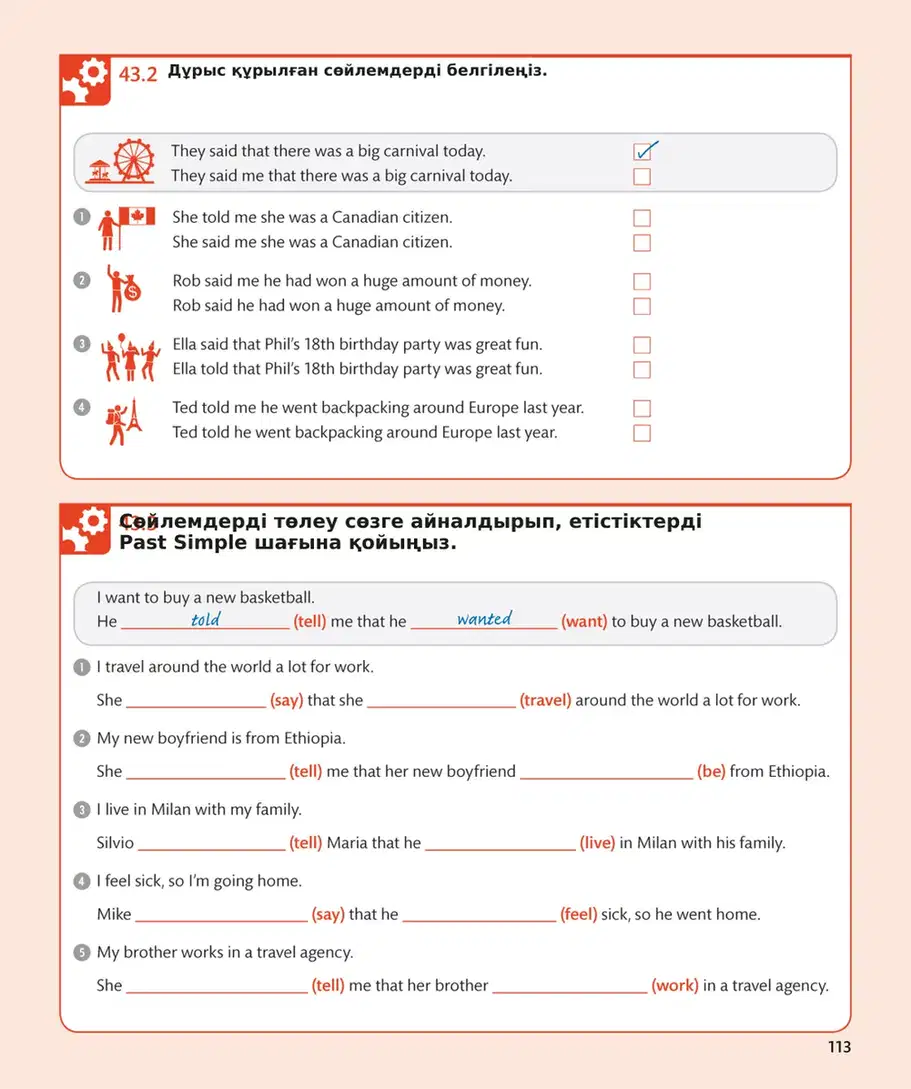 43.2 Дұрыс құрылған сөйлемдерді белгілеңіз.
They said that there was a big carnival today.
They said me that there was a big carnival today.
1 She told me she was a Canadian citizen.
She said me she was a Canadian citizen.
2 Rob said me he had won a huge amount of money.
Rob said he had won a huge amount of money.
3 Ella said that Phil's 18th birthday party was great fun.
Ella told that Phil's 18th birthday party was great fun.
4 Ted told me he went backpacking around Europe last year.
Ted told he went backpacking around Europe last year.
43.3 Сөйлемдерді төлеу сөзге айналдырып, етістіктерді
Past Simple шағына қойыңыз.
I want to buy a new basketball.
He told (tell) me that he wanted (want) to buy a new basketball.
1 I travel around the world a lot for work.
She (say) that she (travel) around the world a lot for work.
2 My new boyfriend is from Ethiopia.
She (tell) me that her new boyfriend (be) from Ethiopia.
3 I live in Milan with my family.
Silvio (tell) Maria that he (live) in Milan with his family.
4 I feel sick, so I'm going home.
Mike (say) that he (feel) sick, so he went home.
5 My brother works in a travel agency.
She (tell) me that her brother (work) in a travel agency.
113